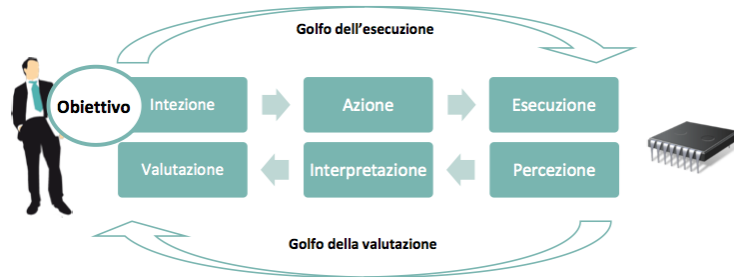 Golfo dell'esecuzione
Obiettivo
Intezione
Azione
Esecuzione
Valutazione
Interpretazione
Percezione
Golfo della valutazione